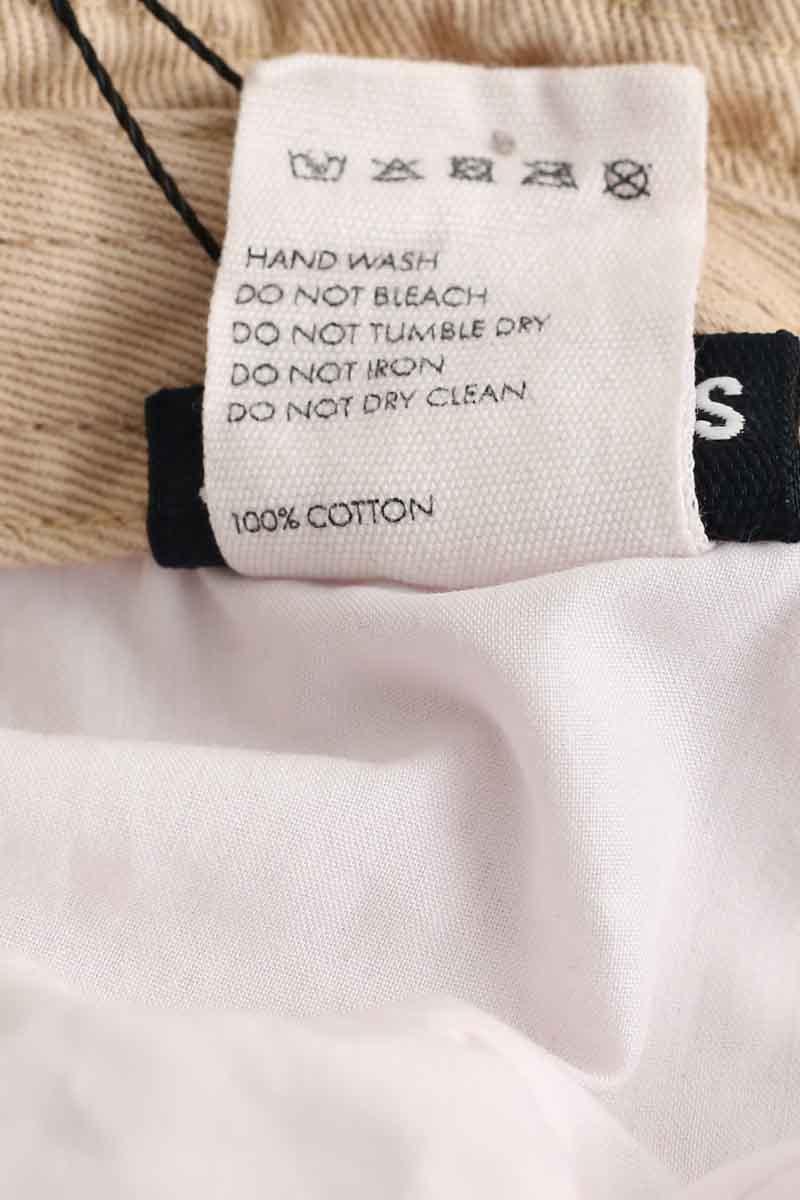 HAND WASH
DO NOT BLEACH
DO NOT TUMBLE DRY
DO NOT IRON
DO NOT DRY CLEAN
S
100% COTTON